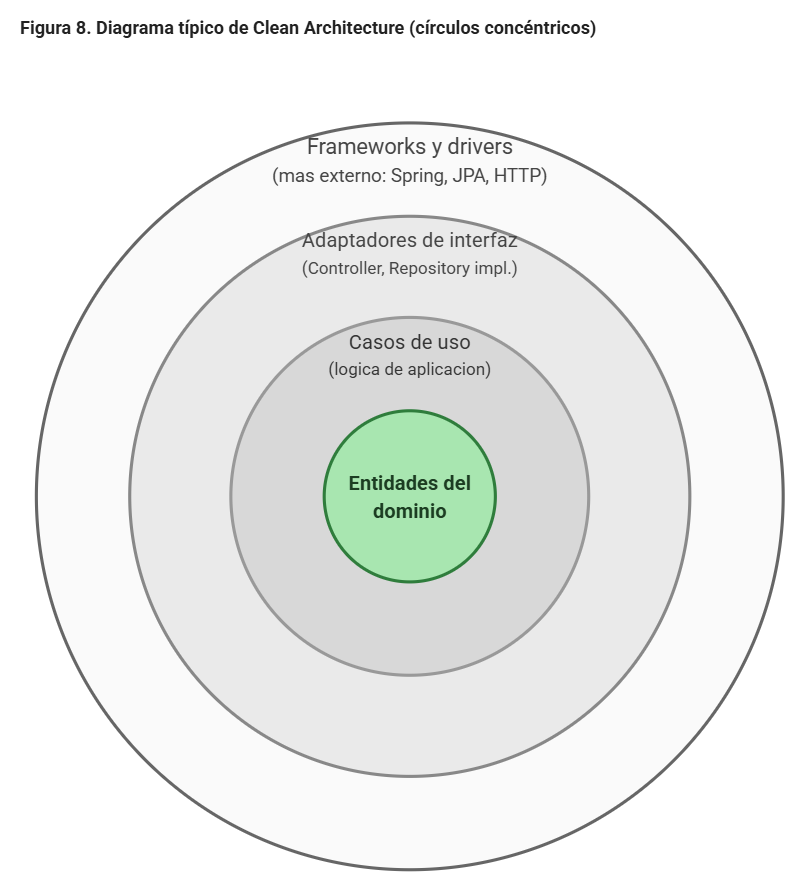 Figura 8. Diagrama típico de Clean Architecture (círculos concéntricos)
Frameworks y drivers
(mas externo: Spring, JPA, HTTP)
Adaptadores de interfaz
(Controller, Repository impl.)
Casos de uso
(logica de aplicacion)
Entidades del
dominio